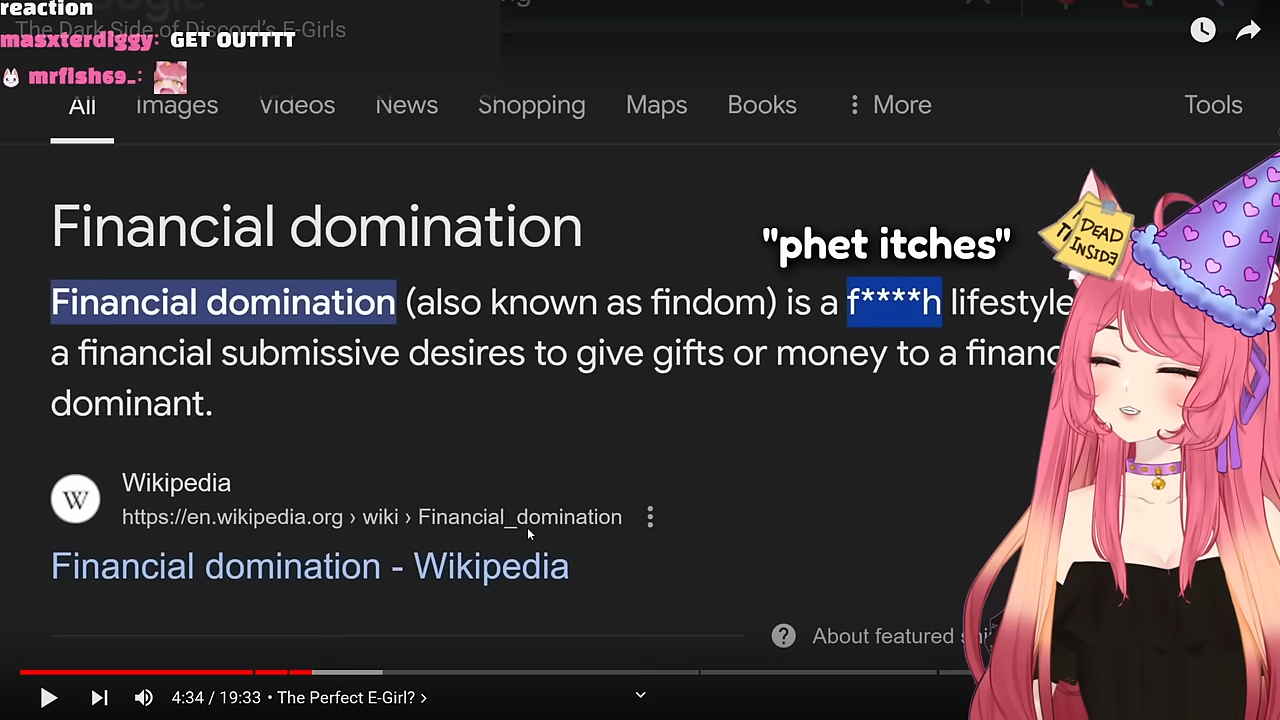 reaction
The Dark Side of Discord's E-Girls
masxterdiggy: GET OUTTTT
mrfish69_:
All Images Videos News Shopping Maps Books More Tools
Financial domination
"phet itches"
DEAD INSIDE
Financial domination (also known as findom) is a f****h lifestyle
a financial submissive desires to give gifts or money to a financ
dominant.
Wikipedia
W
https://en.wikipedia.org › wiki › Financial_domination
Financial domination - Wikipedia
About featured
4:34 / 19:33 • The Perfect E-Girl? ›